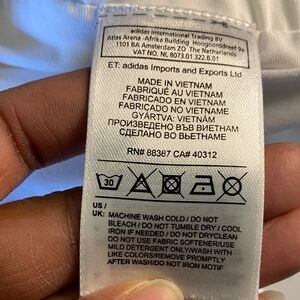 adidas International Trading BV
Atlas Arena -Afrika Building Hoogoorddreef 9a
1101 BA Amsterdam ZO The Netherlands
VAT NO. NL 8073.01.322.B.01
ET: adidas Imports and Exports Ltd
MADE IN VIETNAM
FABRIQUÉ AU VIETNAM
FABRICADO EN VIETNAM
FABRICADO NO VIETNAME
GYÁRTVA: VIETNÁM
ПРОИЗВЕДЕНО ВЪВ ВИЕТНАМ
СДЕЛАНО ВО ВЬЕТНАМЕ
RN# 88387 CA# 40312
30
US /
UK: MACHINE WASH COLD / DO NOT
BLEACH / DO NOT TUMBLE DRY / COOL
IRON IF NEEDED / DO NOT DRYCLEAN
DO NOT USE FABRIC SOFTENER/USE
MILD DETERGENT ONLY/WASH WITH
LIKE COLORS/REMOVE PROMPTLY
AFTER WASH/DO NOT IRON MOTIF